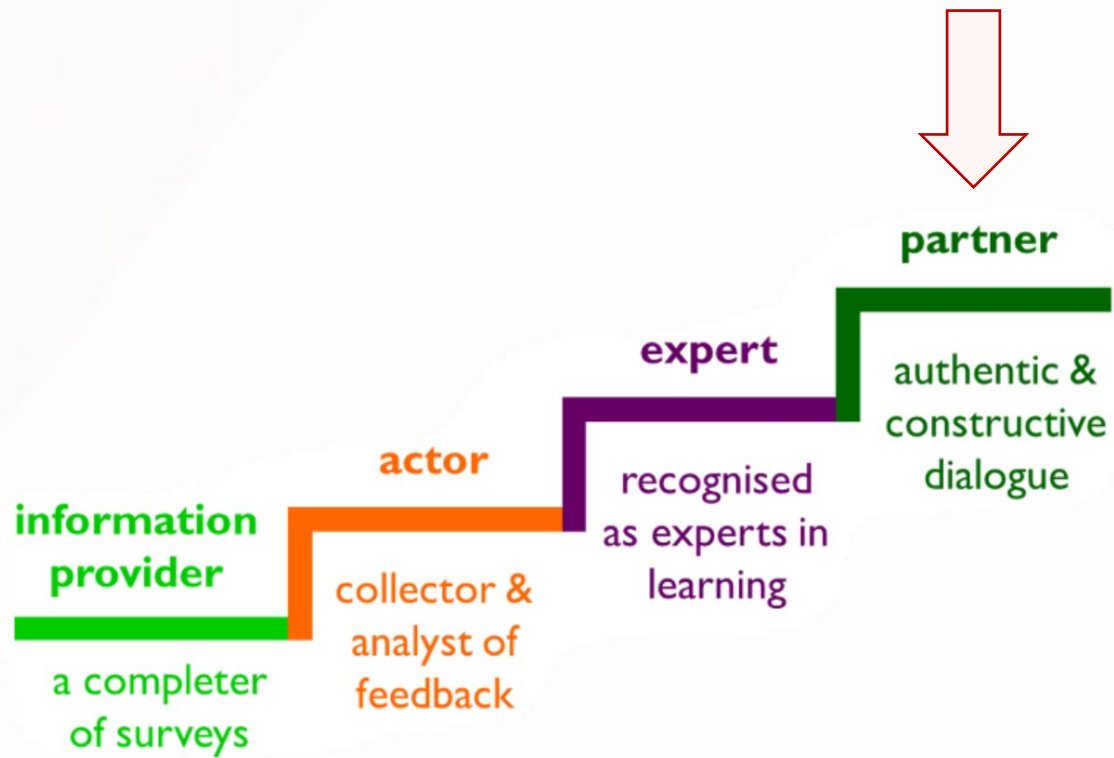 information
provider
a completer
of surveys
actor
collector &
analyst of
feedback
expert
recognised
as experts in
learning
partner
authentic &
constructive
dialogue